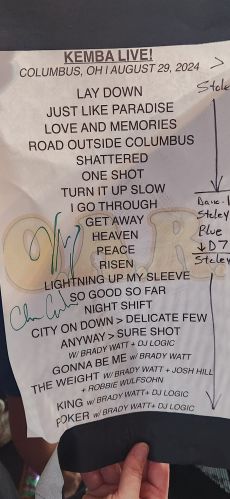 KEMBA LIVE!
COLUMBUS, OH | AUGUST 29, 2024
LAY DOWN
JUST LIKE PARADISE
LOVE AND MEMORIES
ROAD OUTSIDE COLUMBUS
SHATTERED
ONE SHOT
TURN IT UP SLOW
I GO THROUGH
GET AWAY
HEAVEN
PEACE
RISEN
LIGHTNING UP MY SLEEVE
SO GOOD SO FAR
NIGHT SHIFT
CITY ON DOWN > DELICATE FEW
ANYWAY > SURE SHOT
W/ BRADY WATT + DJ LOGIC
GONNA BE ME W/ BRADY WATT
THE WEIGHT W/ BRADY WATT + JOSH HILL
+ ROBBIE WULFSOHN
KING W/ BRADY WATT+ DJ LOGIC
POKER W/ BRADY WATT+ DJ LOGIC
O.A.R.
>
Staley
Blue
↓D7
Staley